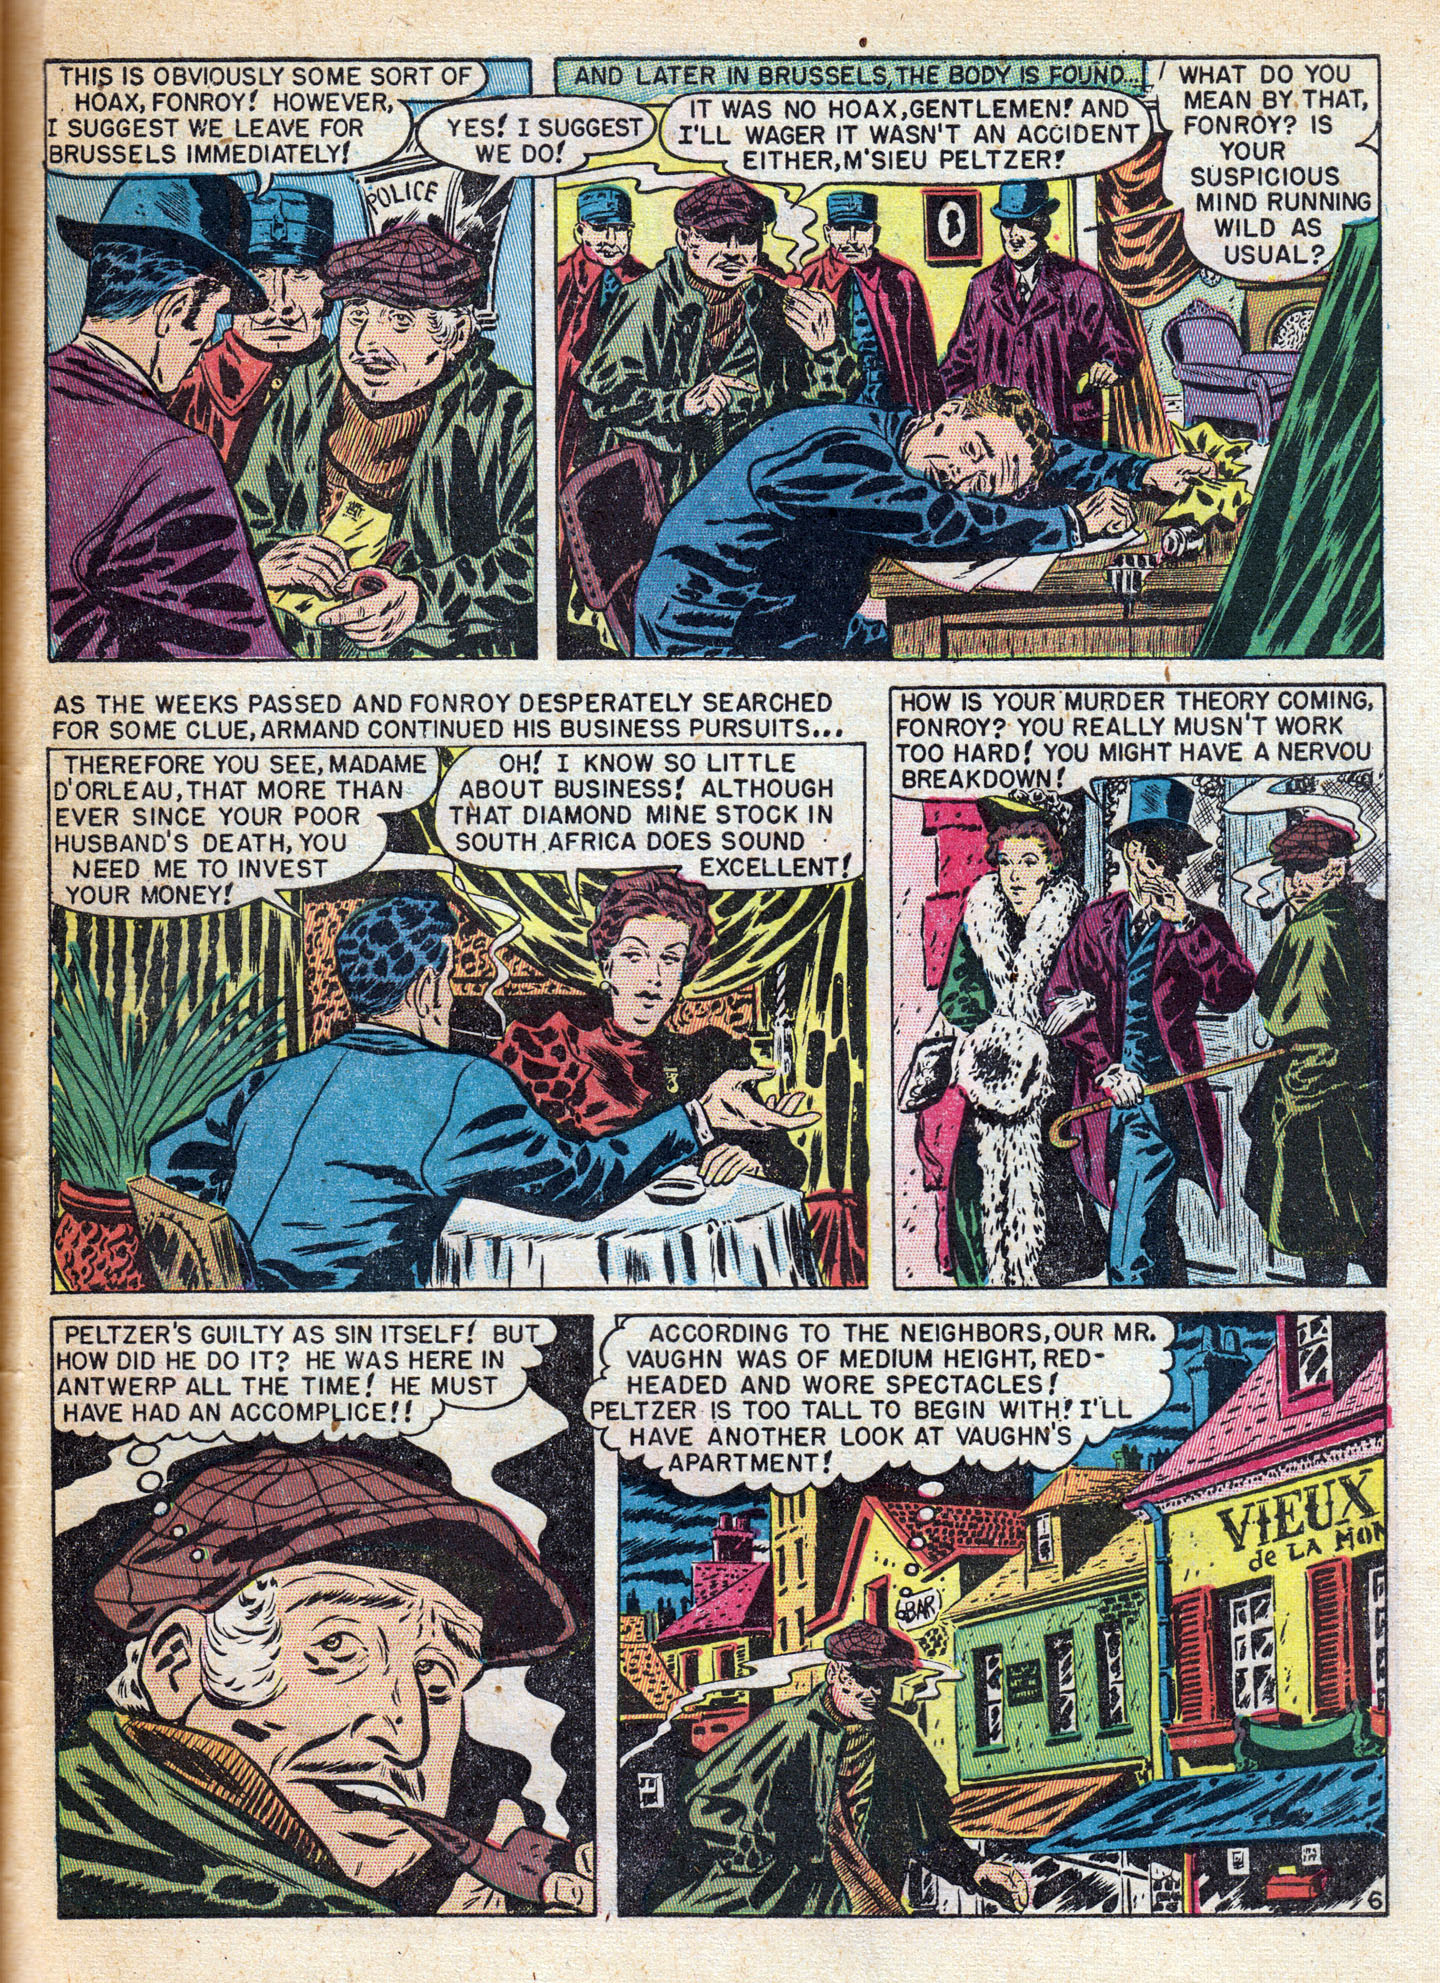 THIS IS OBVIOUSLY SOME SORT OF
HOAX, FONROY! HOWEVER,
I SUGGEST WE LEAVE FOR
BRUSSELS IMMEDIATELY!
YES! I SUGGEST
WE DO!
POLICE
AND LATER IN BRUSSELS, THE BODY IS FOUND...
IT WAS NO HOAX, GENTLEMEN! AND
I'LL WAGER IT WASN'T AN ACCIDENT
EITHER, M'SIEU PELTZER!
WHAT DO YOU
MEAN BY THAT,
FONROY? IS
YOUR
SUSPICIOUS
MIND RUNNING
WILD AS
USUAL?
AS THE WEEKS PASSED AND FONROY DESPERATELY SEARCHED
FOR SOME CLUE, ARMAND CONTINUED HIS BUSINESS PURSUITS...
THEREFORE YOU SEE, MADAME
D'ORLEAU, THAT MORE THAN
EVER SINCE YOUR POOR
HUSBAND'S DEATH, YOU
NEED ME TO INVEST
YOUR MONEY!
OH! I KNOW SO LITTLE
ABOUT BUSINESS! ALTHOUGH
THAT DIAMOND MINE STOCK IN
SOUTH AFRICA DOES SOUND
EXCELLENT!
HOW IS YOUR MURDER THEORY COMING,
FONROY? YOU REALLY MUSN'T WORK
TOO HARD! YOU MIGHT HAVE A NERVOU
BREAKDOWN!
PELTZER'S GUILTY AS SIN ITSELF! BUT
HOW DID HE DO IT? HE WAS HERE IN
ANTWERP ALL THE TIME! HE MUST
HAVE HAD AN ACCOMPLICE!!
ACCORDING TO THE NEIGHBORS, OUR MR.
VAUGHN WAS OF MEDIUM HEIGHT, RED-
HEADED AND WORE SPECTACLES!
PELTZER IS TOO TALL TO BEGIN WITH! I'LL
HAVE ANOTHER LOOK AT VAUGHN'S
APARTMENT!
VIEUX
de LA MON
BAR
6